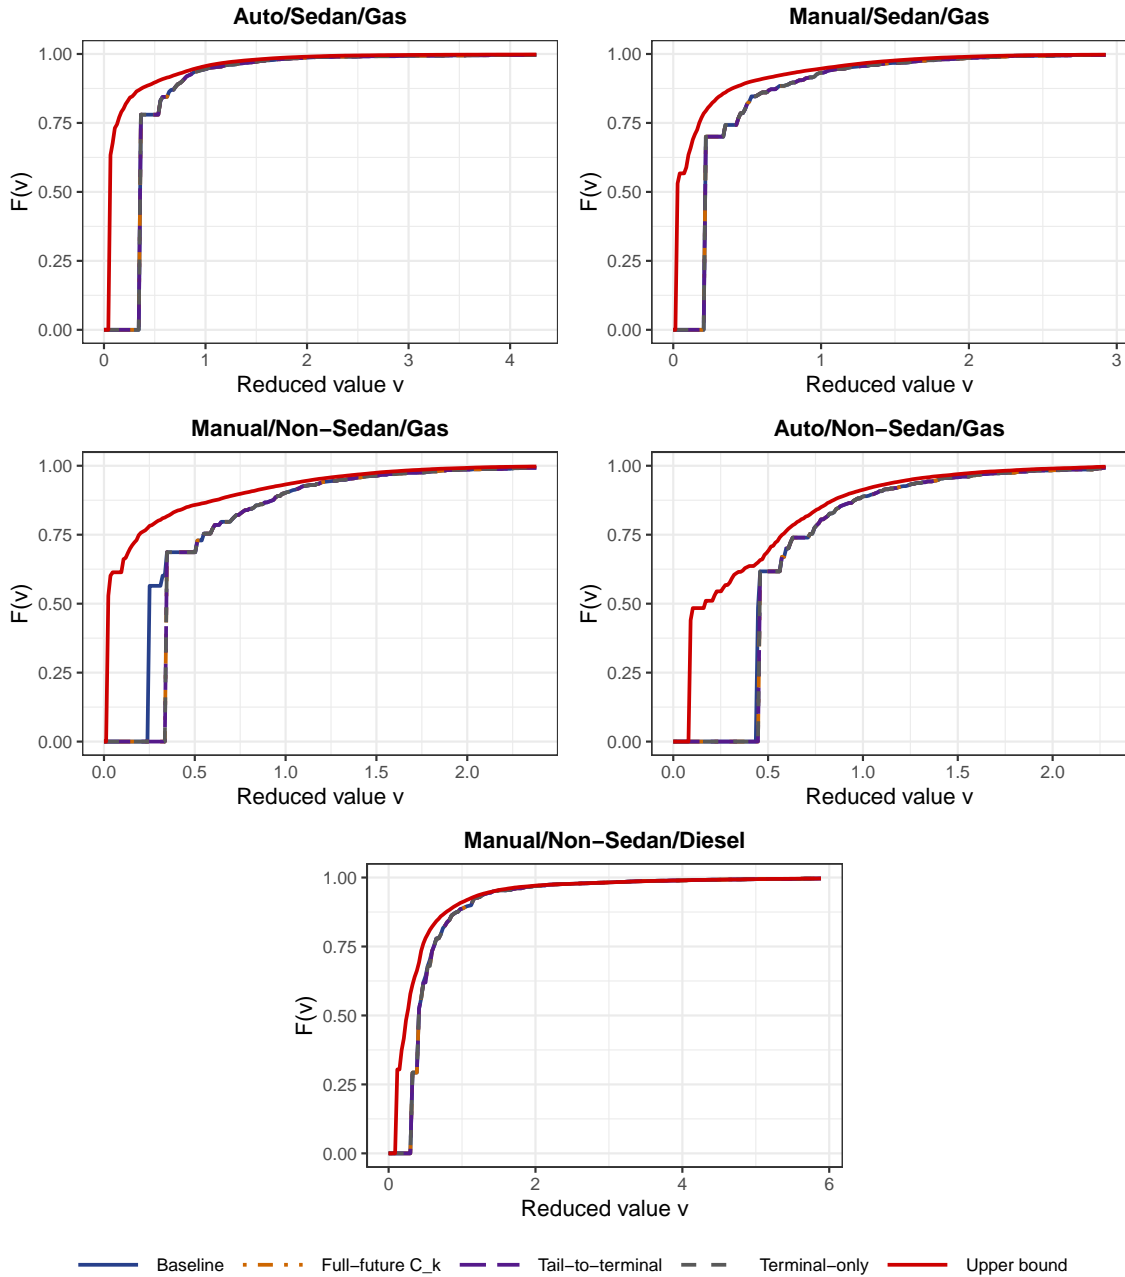 Auto/Sedan/Gas
F(v)
1.00
0.75
0.50
0.25
0.00
0 1 2 3 4
Reduced value v
Manual/Sedan/Gas
F(v)
1.00
0.75
0.50
0.25
0.00
0 1 2 3
Reduced value v
Manual/Non−Sedan/Gas
F(v)
1.00
0.75
0.50
0.25
0.00
0.0 0.5 1.0 1.5 2.0
Reduced value v
Auto/Non−Sedan/Gas
F(v)
1.00
0.75
0.50
0.25
0.00
0.0 0.5 1.0 1.5 2.0
Reduced value v
Manual/Non−Sedan/Diesel
F(v)
1.00
0.75
0.50
0.25
0.00
0 2 4 6
Reduced value v
Baseline Full−future C_k Tail−to−terminal Terminal−only Upper bound